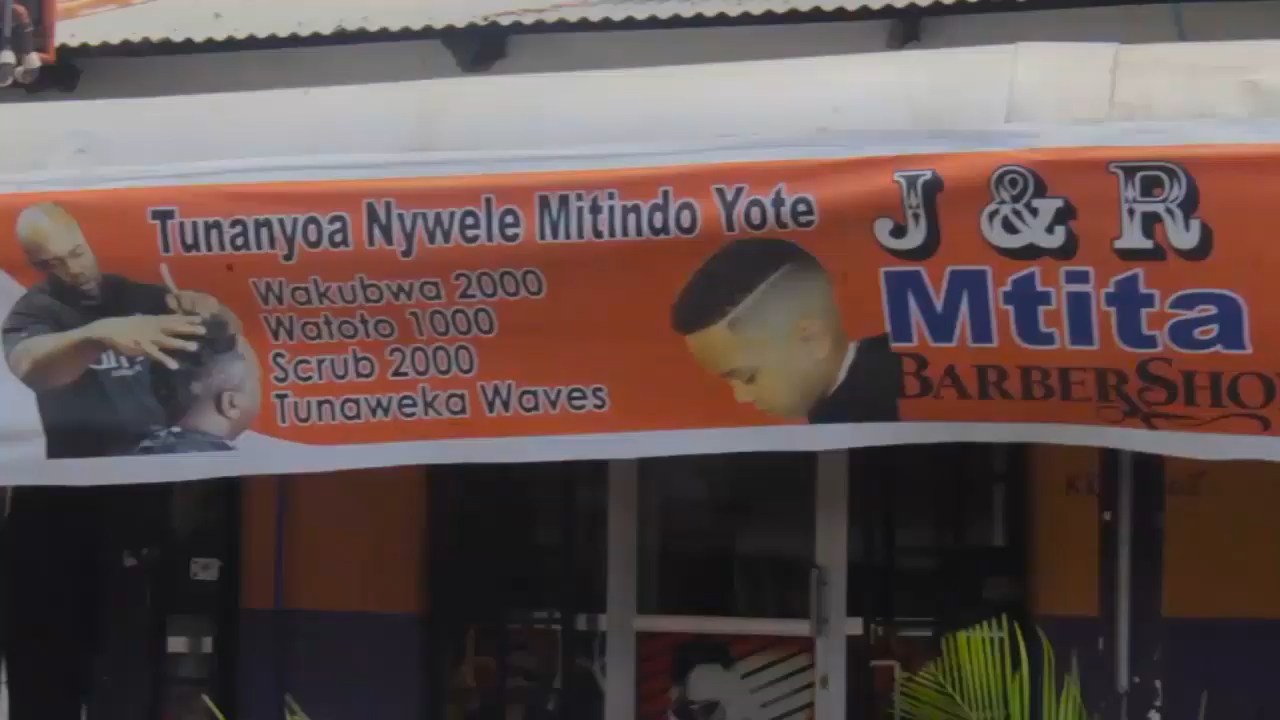 Tunanyoa Nywele Mitindo Yote
Wakubwa 2000
Watoto 1000
Scrub 2000
Tunaweka Waves
J & R
Mtita
BARBERSHO